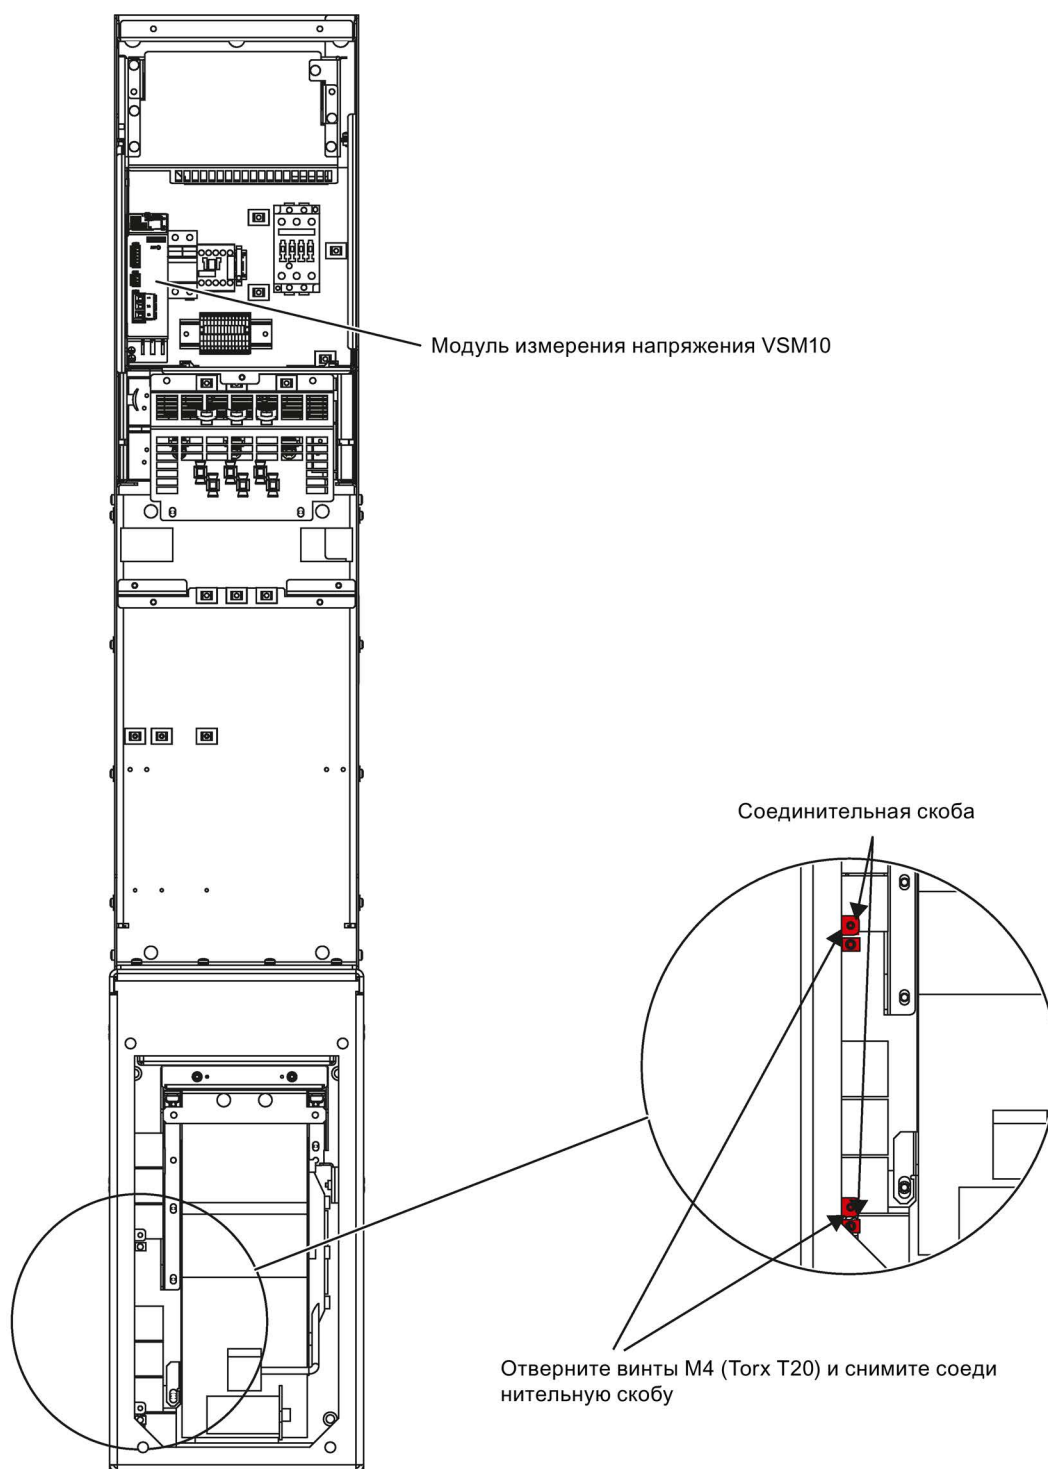 Модуль измерения напряжения VSM10
Соединительная скоба
Отверните винты M4 (Torx T20) и снимите соеди
нительную скобу